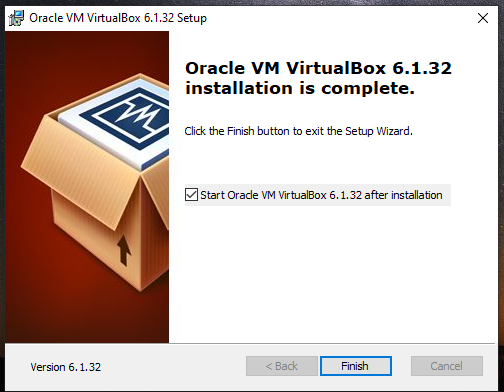 Oracle VM VirtualBox 6.1.32 Setup
Oracle VM VirtualBox 6.1.32
installation is complete.
Click the Finish button to exit the Setup Wizard.
Start Oracle VM VirtualBox 6.1.32 after installation
Version 6.1.32
< Back
Finish
Cancel